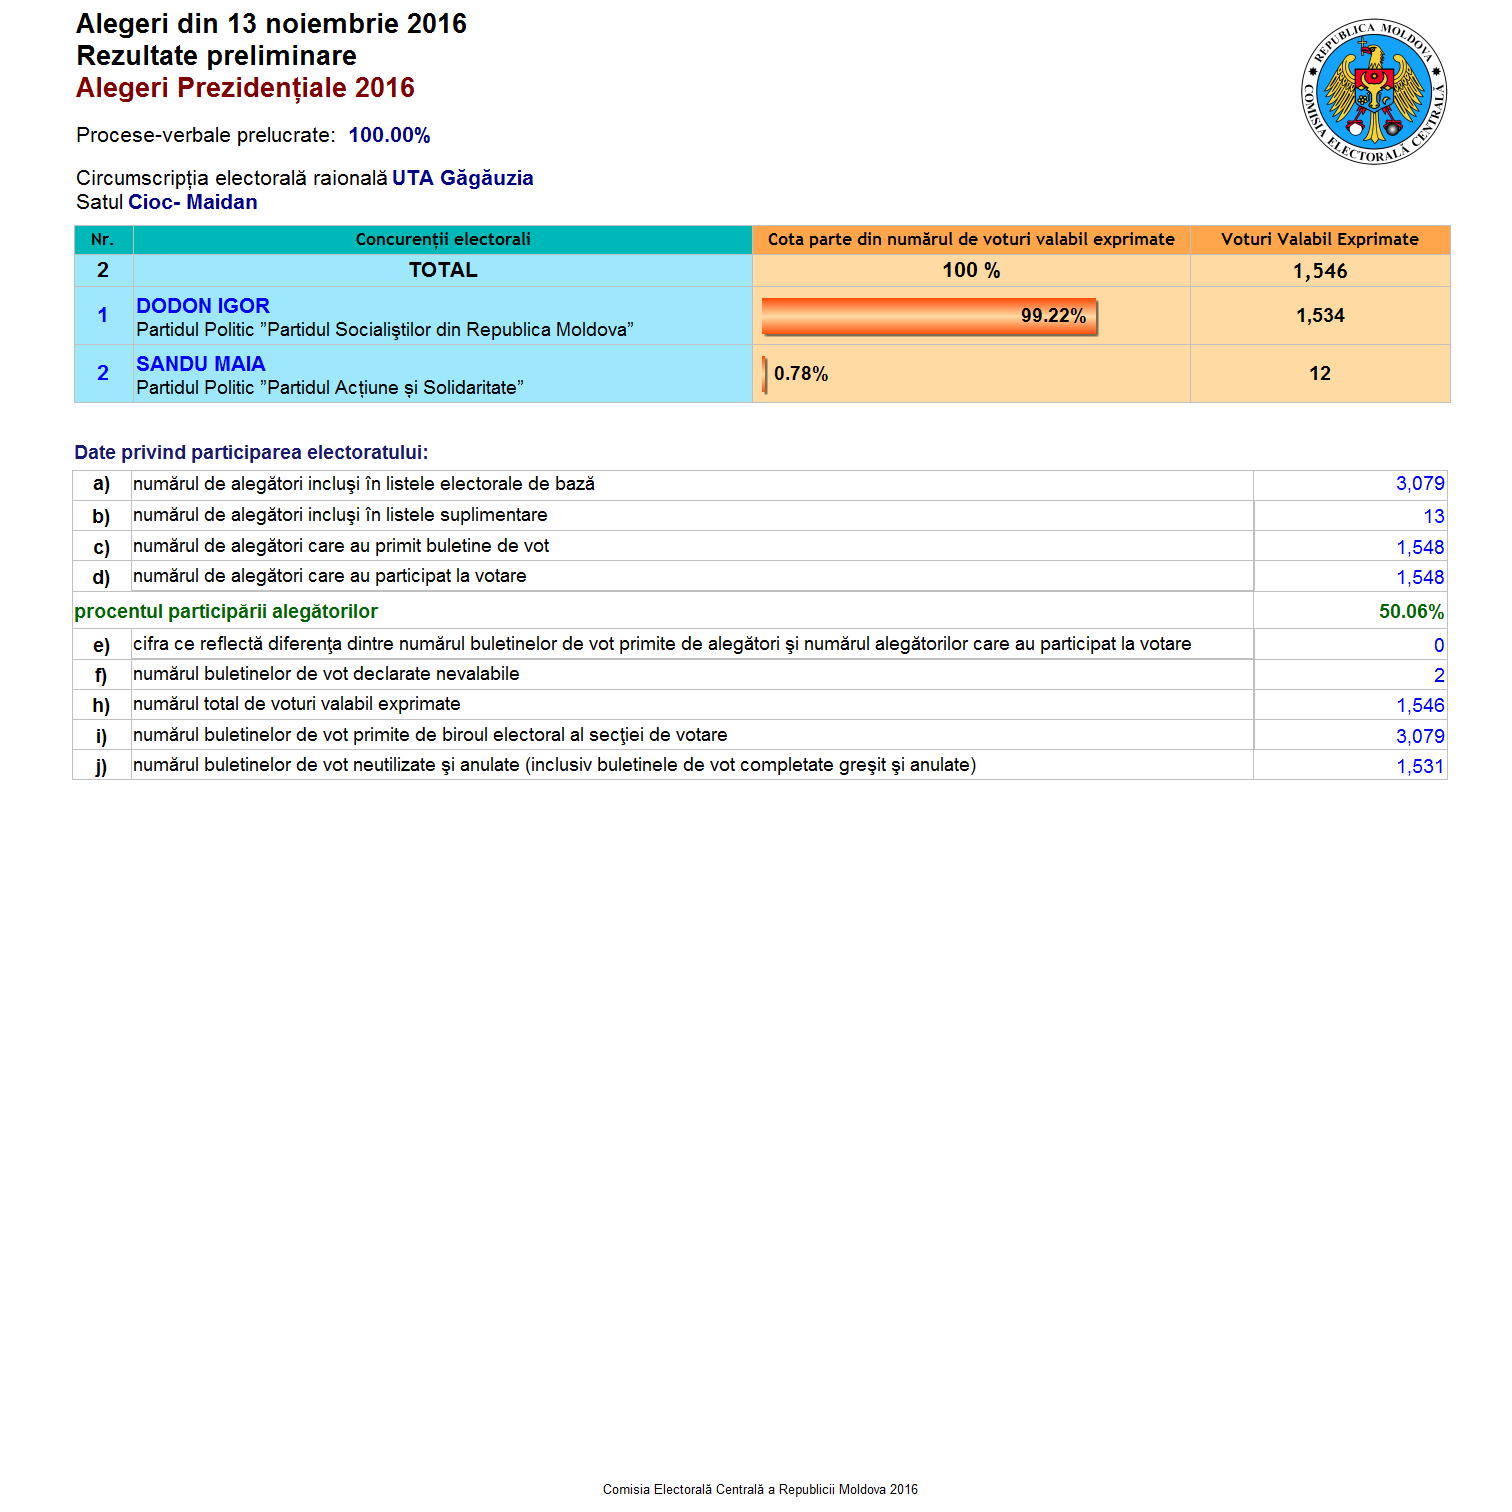 Alegeri din 13 noiembrie 2016
Rezultate preliminare
Alegeri Prezidențiale 2016
REPUBLICA MOLDOVA
COMISIA ELECTORALĂ CENTRALĂ
Procese-verbale prelucrate: 100.00%
Circumscripția electorală raională UTA Găgăuzia
Satul Cioc- Maidan
Nr. Concurenții electorali Cota parte din numărul de voturi valabil exprimate Voturi Valabil Exprimate
2 TOTAL 100 % 1,546
1 DODON IGOR 99.22% 1,534
Partidul Politic ”Partidul Socialiştilor din Republica Moldova”
2 SANDU MAIA 0.78% 12
Partidul Politic ”Partidul Acțiune și Solidaritate”
Date privind participarea electoratului:
a) numărul de alegători incluşi în listele electorale de bază 3,079
b) numărul de alegători incluşi în listele suplimentare 13
c) numărul de alegători care au primit buletine de vot 1,548
d) numărul de alegători care au participat la votare 1,548
procentul participării alegătorilor 50.06%
e) cifra ce reflectă diferenţa dintre numărul buletinelor de vot primite de alegători şi numărul alegătorilor care au participat la votare 0
f) numărul buletinelor de vot declarate nevalabile 2
h) numărul total de voturi valabil exprimate 1,546
i) numărul buletinelor de vot primite de biroul electoral al secţiei de votare 3,079
j) numărul buletinelor de vot neutilizate şi anulate (inclusiv buletinele de vot completate greşit şi anulate) 1,531
Comisia Electorală Centrală a Republicii Moldova 2016